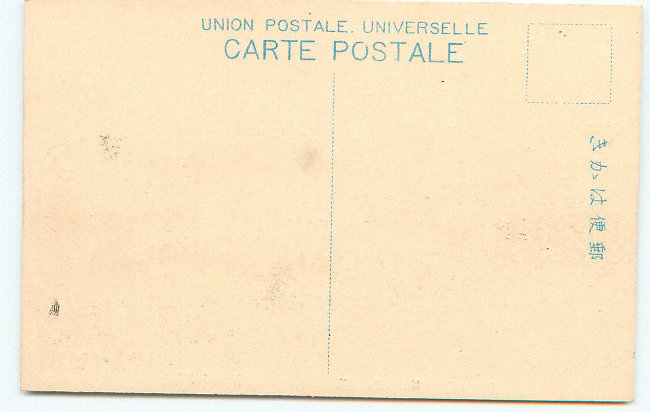 UNION POSTALE. UNIVERSELLE
CARTE POSTALE
郵便はかき